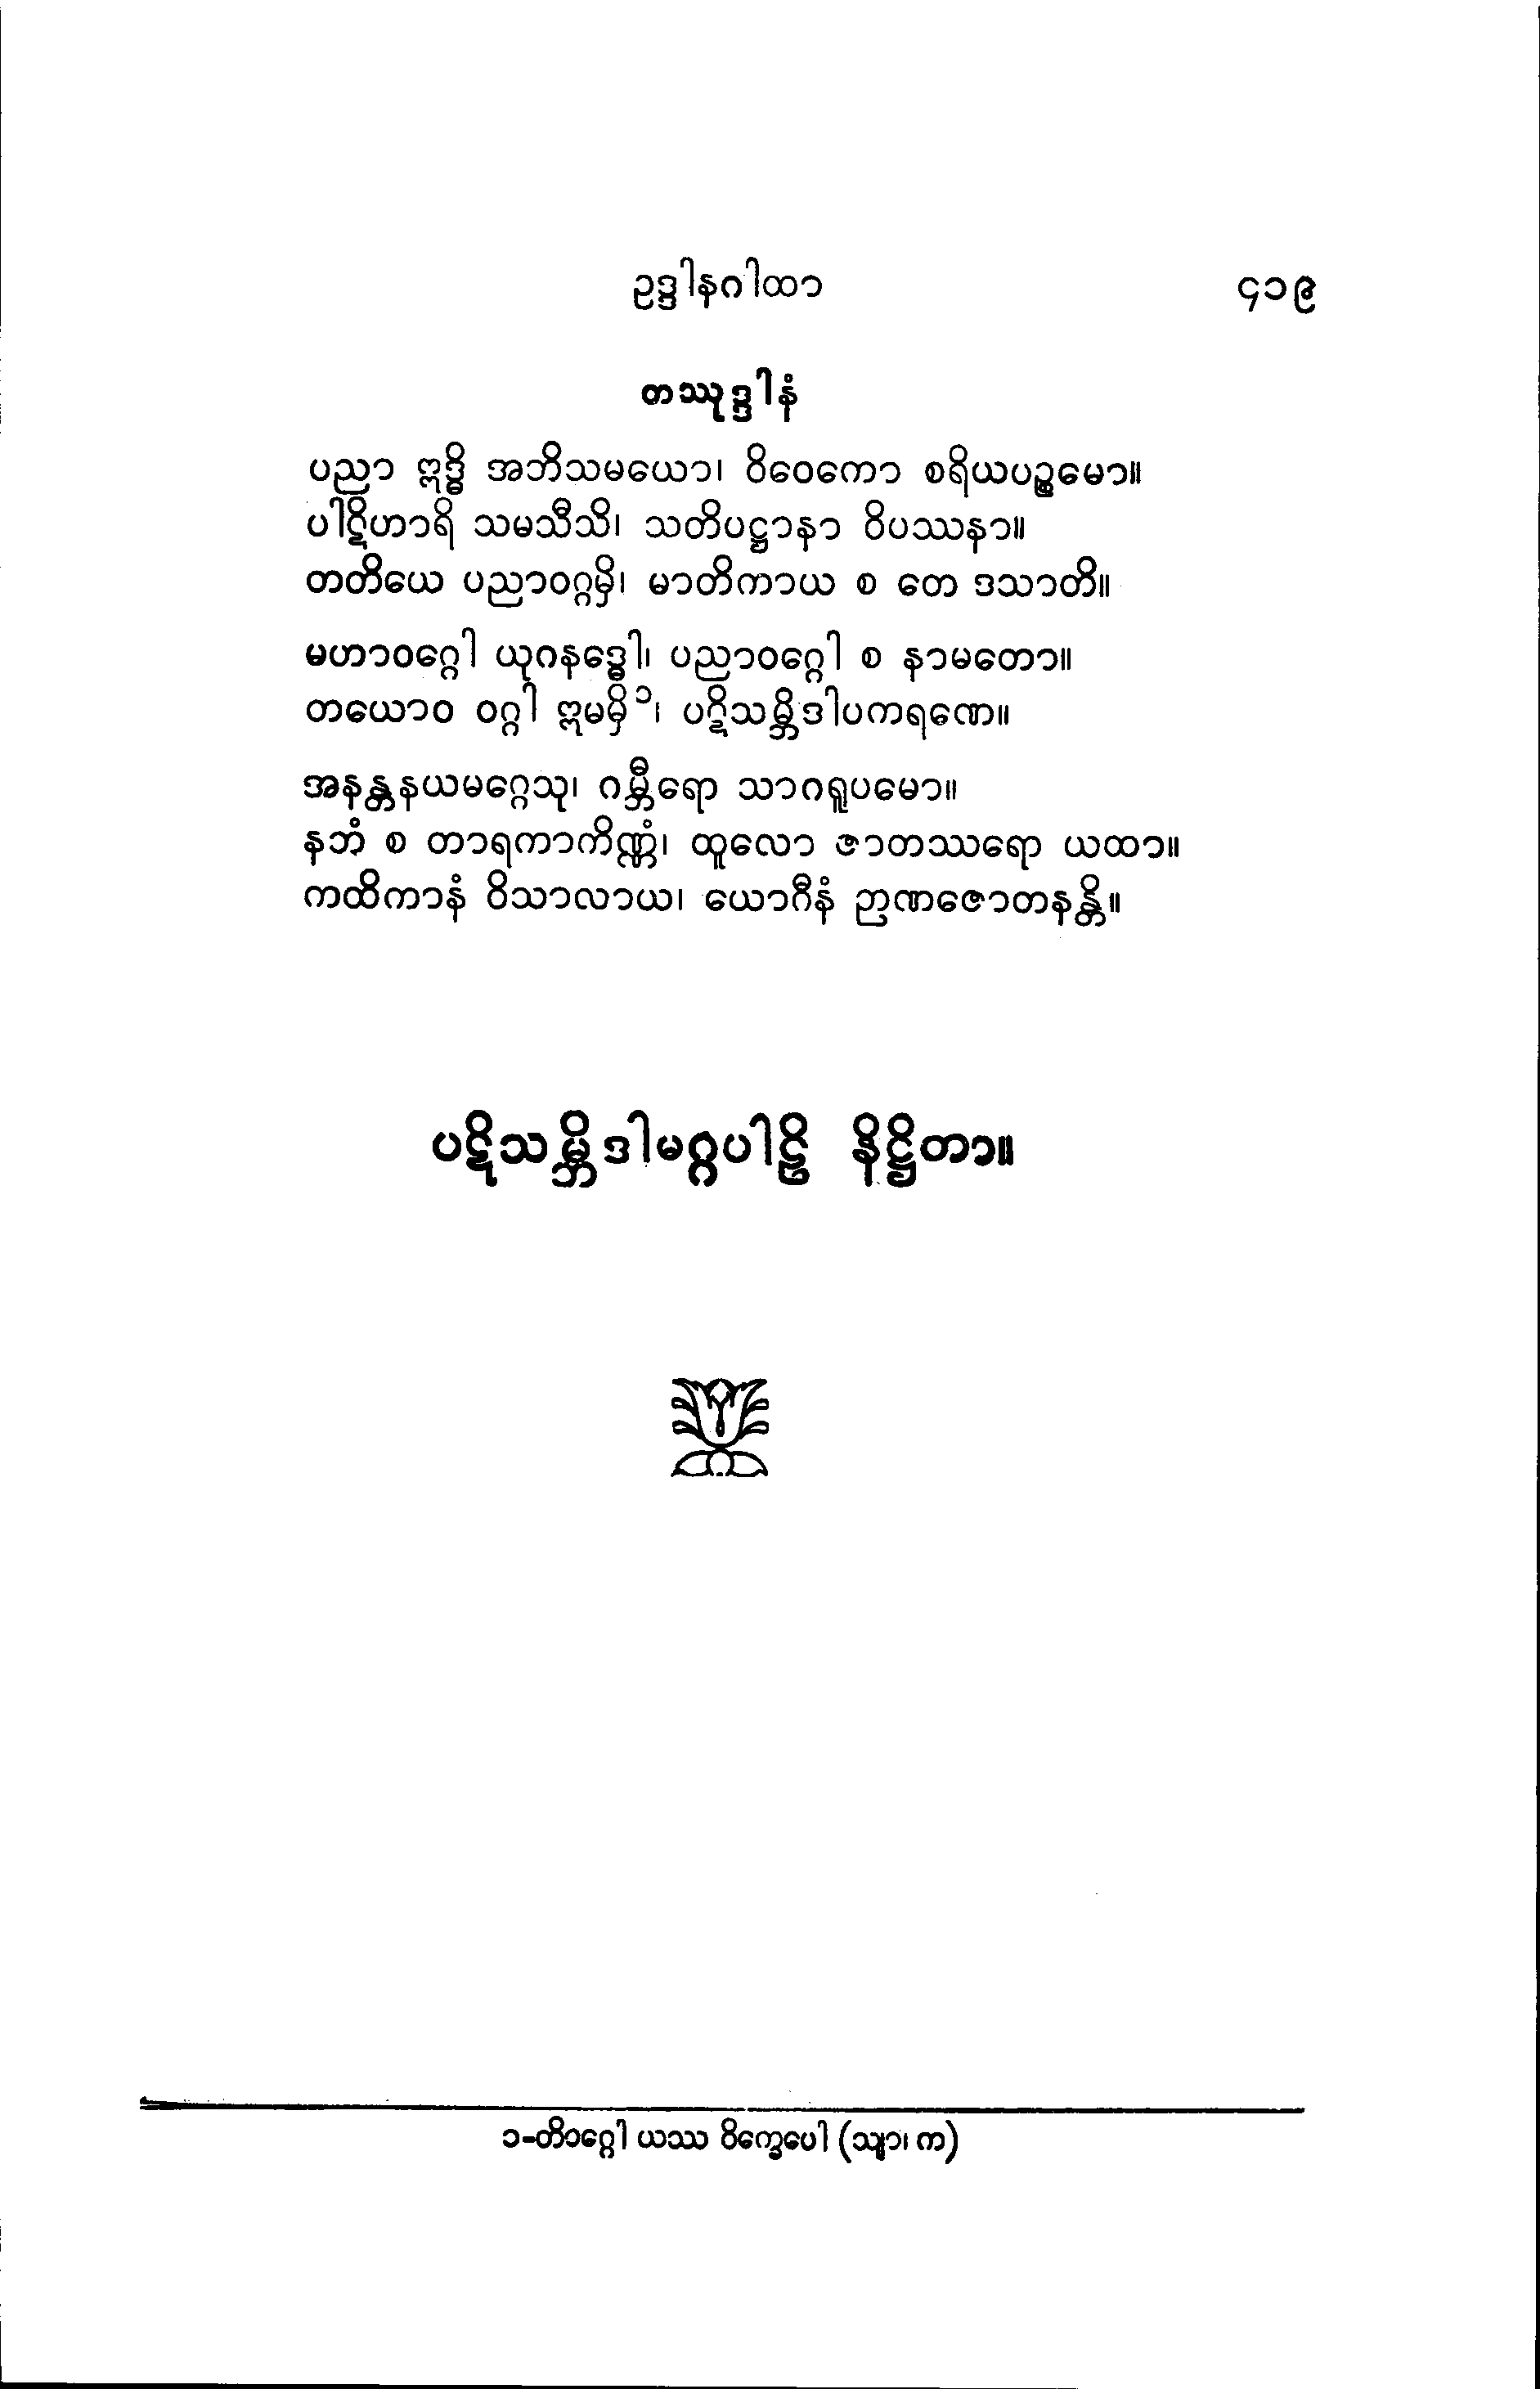 ဥဒ္ဒါနဂါထာ ၄၁၉
တဿုဒ္ဒါနံ
ပညာ ဣဒ္ဓိ အဘိသမယော၊ ဝိဝေကော စရိယပဉ္စမော။
ပါဋိဟာရိ သမသီသိ၊ သတိပဋ္ဌာနာ ဝိပဿနာ။
တတိယေ ပညာဝဂ္ဂမှိ၊ မာတိကာယ စ တေ ဒသာတိ။
မဟာဝဂ္ဂေါ ယုဂနဒ္ဓေါ၊ ပညာဝဂ္ဂေါ စ နာမတော။
တယောဝ ဝဂ္ဂါ ဣမမှိ၁၊ ပဋိသမ္ဘိဒါပကရဏေ။
အနန္တနယမဂ္ဂေသု၊ ဂမ္ဘီရော သာဂရူပမော။
နဘံ စ တာရကာကိဏ္ဏံ၊ ထူလော ဇာတဿရော ယထာ။
ကထိကာနံ ဝိသာလာယ၊ ယောဂီနံ ဉာဏဇောတနန္တိ။
ပဋိသမ္ဘိဒါမဂ္ဂပါဠိ နိဋ္ဌိတာ။
၁-တိဝဂ္ဂေါ ယဿ ဝိက္ခေပေါ (သျာ၊ က)